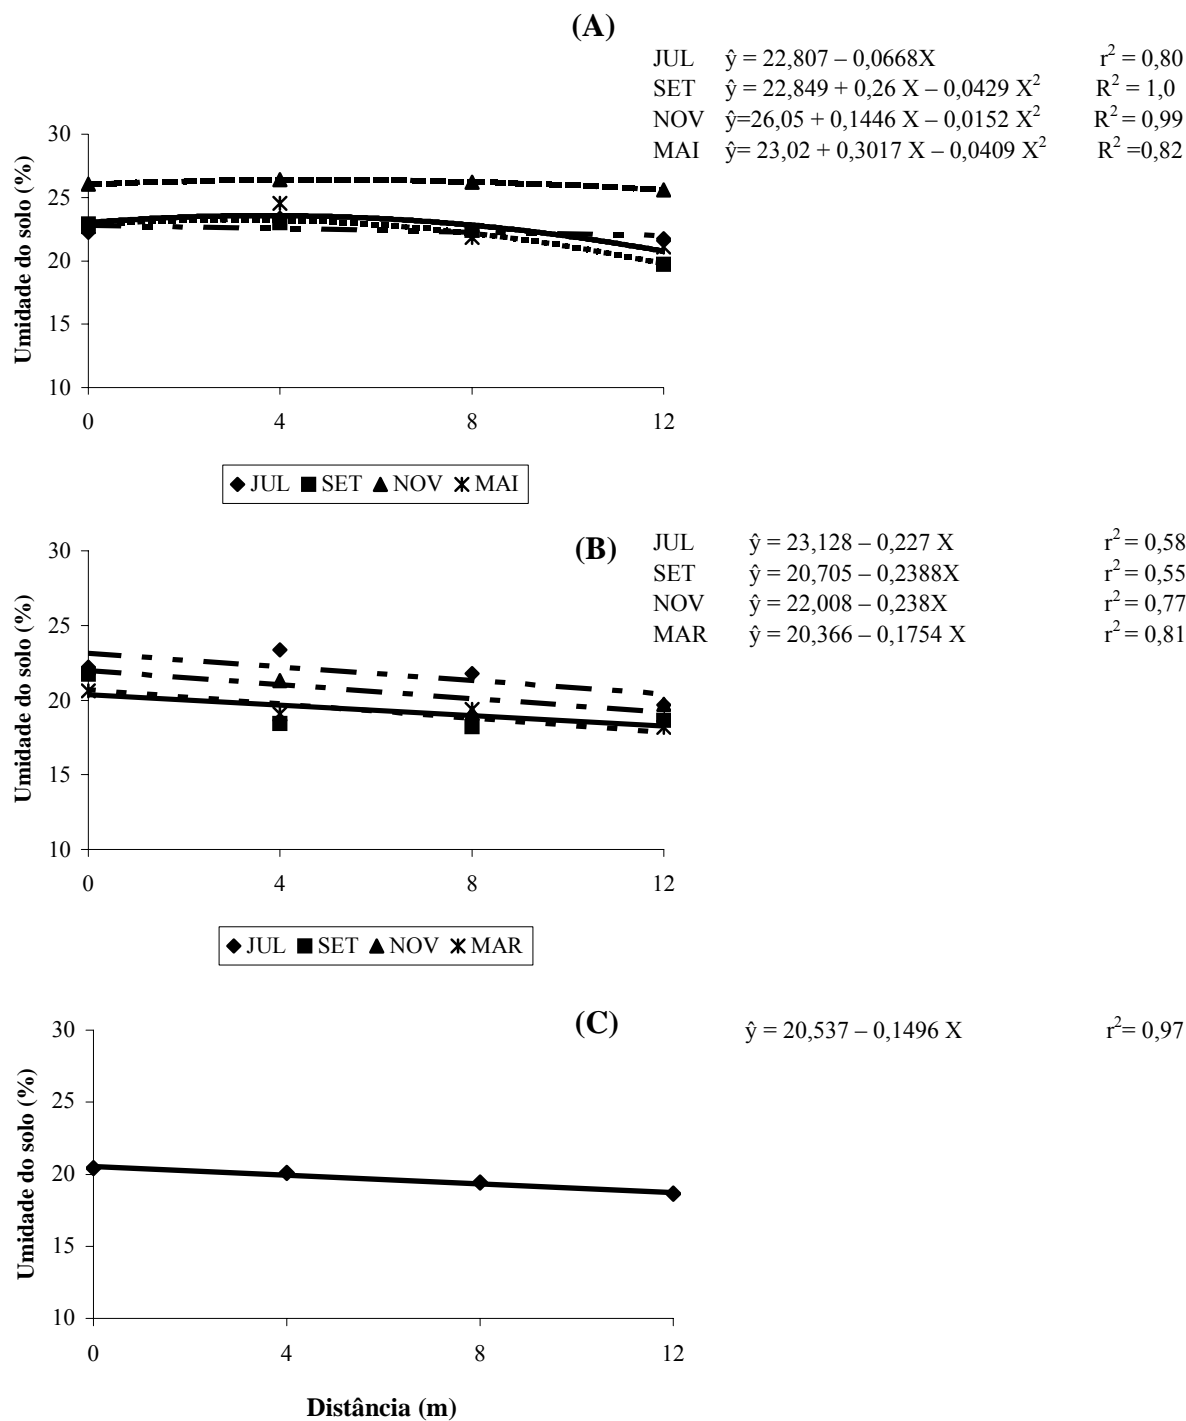 (A)
JUL ŷ = 22,807 – 0,0668X r² = 0,80
SET ŷ = 22,849 + 0,26 X – 0,0429 X² R² = 1,0
NOV ŷ=26,05 + 0,1446 X – 0,0152 X² R² = 0,99
MAI ŷ= 23,02 + 0,3017 X – 0,0409 X² R² =0,82
Umidade do solo (%)
30
25
20
15
10
0 4 8 12
JUL SET NOV MAI
(B)
JUL ŷ = 23,128 – 0,227 X r² = 0,58
SET ŷ = 20,705 – 0,2388X r² = 0,55
NOV ŷ = 22,008 – 0,238X r² = 0,77
MAR ŷ = 20,366 – 0,1754 X r² = 0,81
Umidade do solo (%)
30
25
20
15
10
0 4 8 12
JUL SET NOV MAR
(C)
ŷ = 20,537 – 0,1496 X r²= 0,97
Umidade do solo (%)
30
25
20
15
10
0 4 8 12
Distância (m)